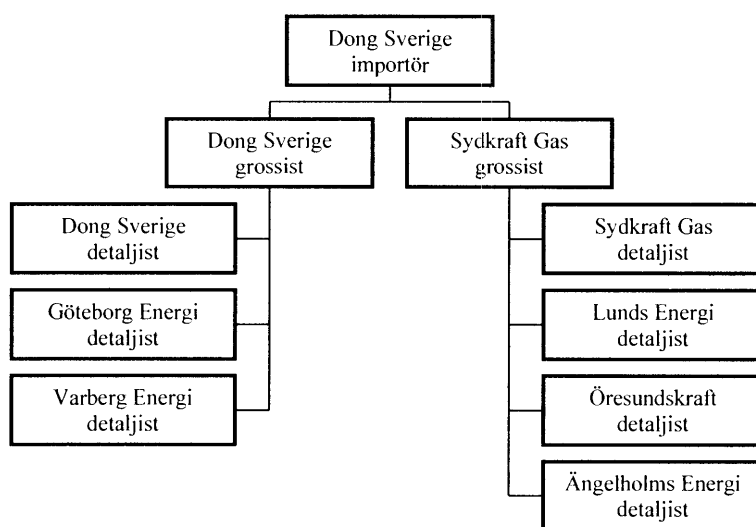 Dong Sverige
importör
Dong Sverige
grossist
Sydkraft Gas
grossist
Dong Sverige
detaljist
Göteborg Energi
detaljist
Varberg Energi
detaljist
Sydkraft Gas
detaljist
Lunds Energi
detaljist
Öresundskraft
detaljist
Ängelholms Energi
detaljist